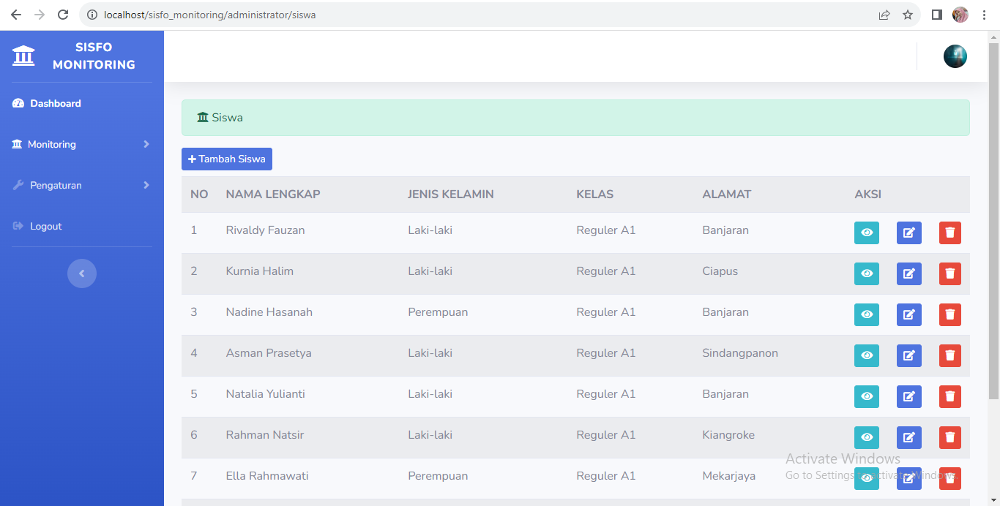 localhost/sisfo_monitoring/administrator/siswa
SISFO
MONITORING
Dashboard
Monitoring
Pengaturan
Logout
Siswa
Tambah Siswa
NO NAMA LENGKAP JENIS KELAMIN KELAS ALAMAT AKSI
1 Rivaldy Fauzan Laki-laki Reguler A1 Banjaran
2 Kurnia Halim Laki-laki Reguler A1 Ciapus
3 Nadine Hasanah Perempuan Reguler A1 Banjaran
4 Asman Prasetya Laki-laki Reguler A1 Sindangpanon
5 Natalia Yulianti Laki-laki Reguler A1 Banjaran
6 Rahman Natsir Laki-laki Reguler A1 Kiangroke
7 Ella Rahmawati Perempuan Reguler A1 Mekarjaya
Activate Windows
Go to Settings to activate Windows.